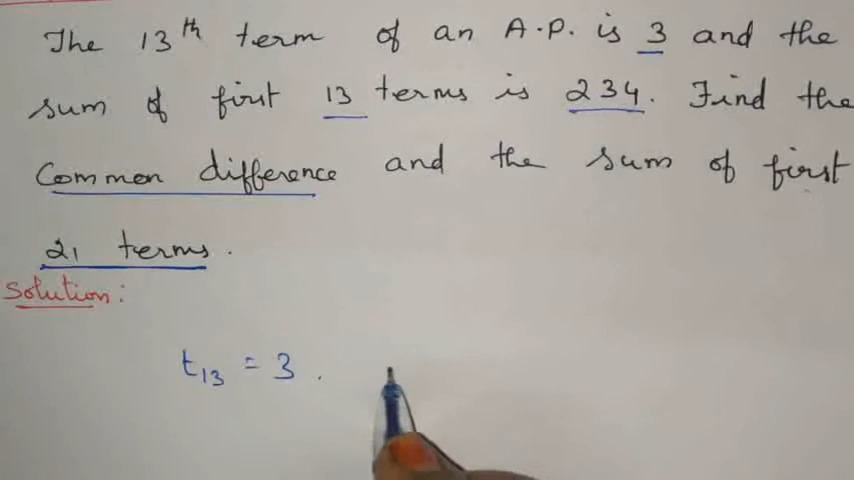 The 13th term of an A.P. is 3 and the
sum of first 13 terms is 234. Find the
Common difference and the sum of first
21 terms.
Solution:
t13 = 3.